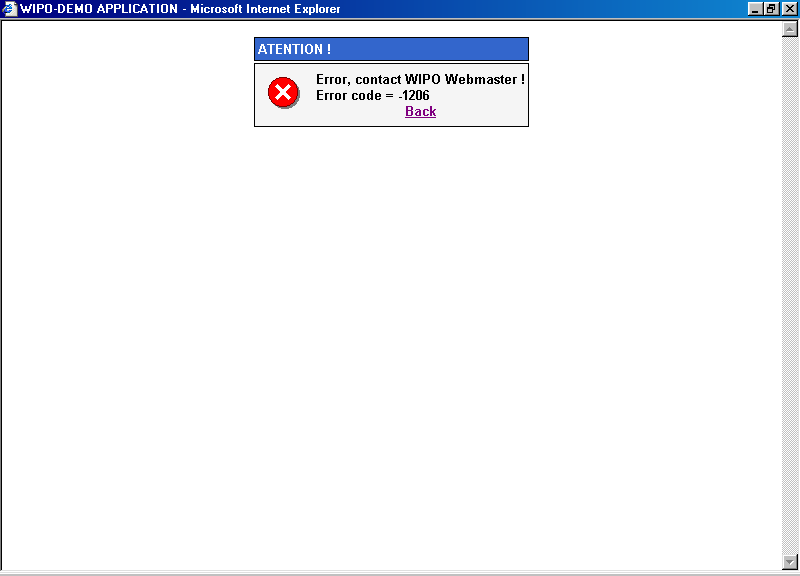 WIPO-DEMO APPLICATION - Microsoft Internet Explorer
ATENTION !
Error, contact WIPO Webmaster !
Error code = -1206
Back